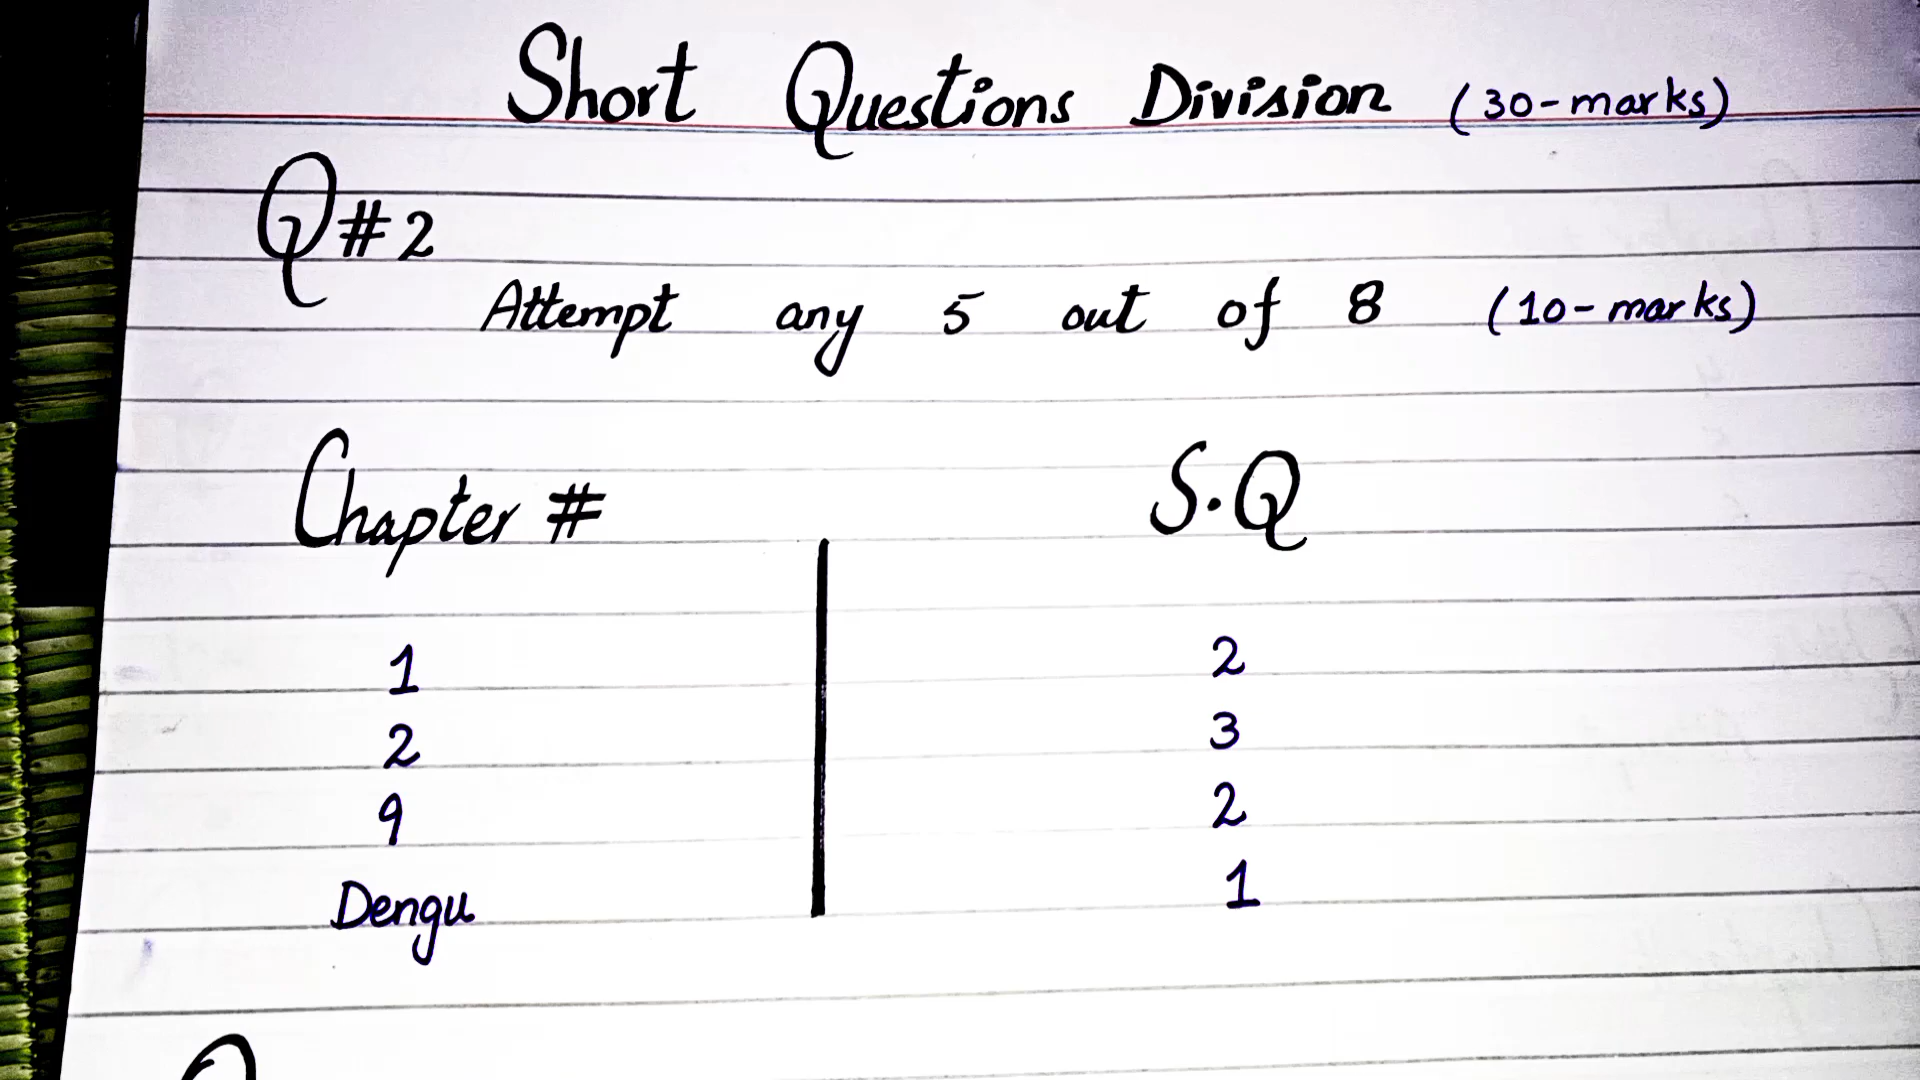 Short Questions Division (30-marks)
Q#2
Attempt any 5 out of 8 (10-marks)
Chapter # S.Q
1 2
2 3
9 2
Dengu 1